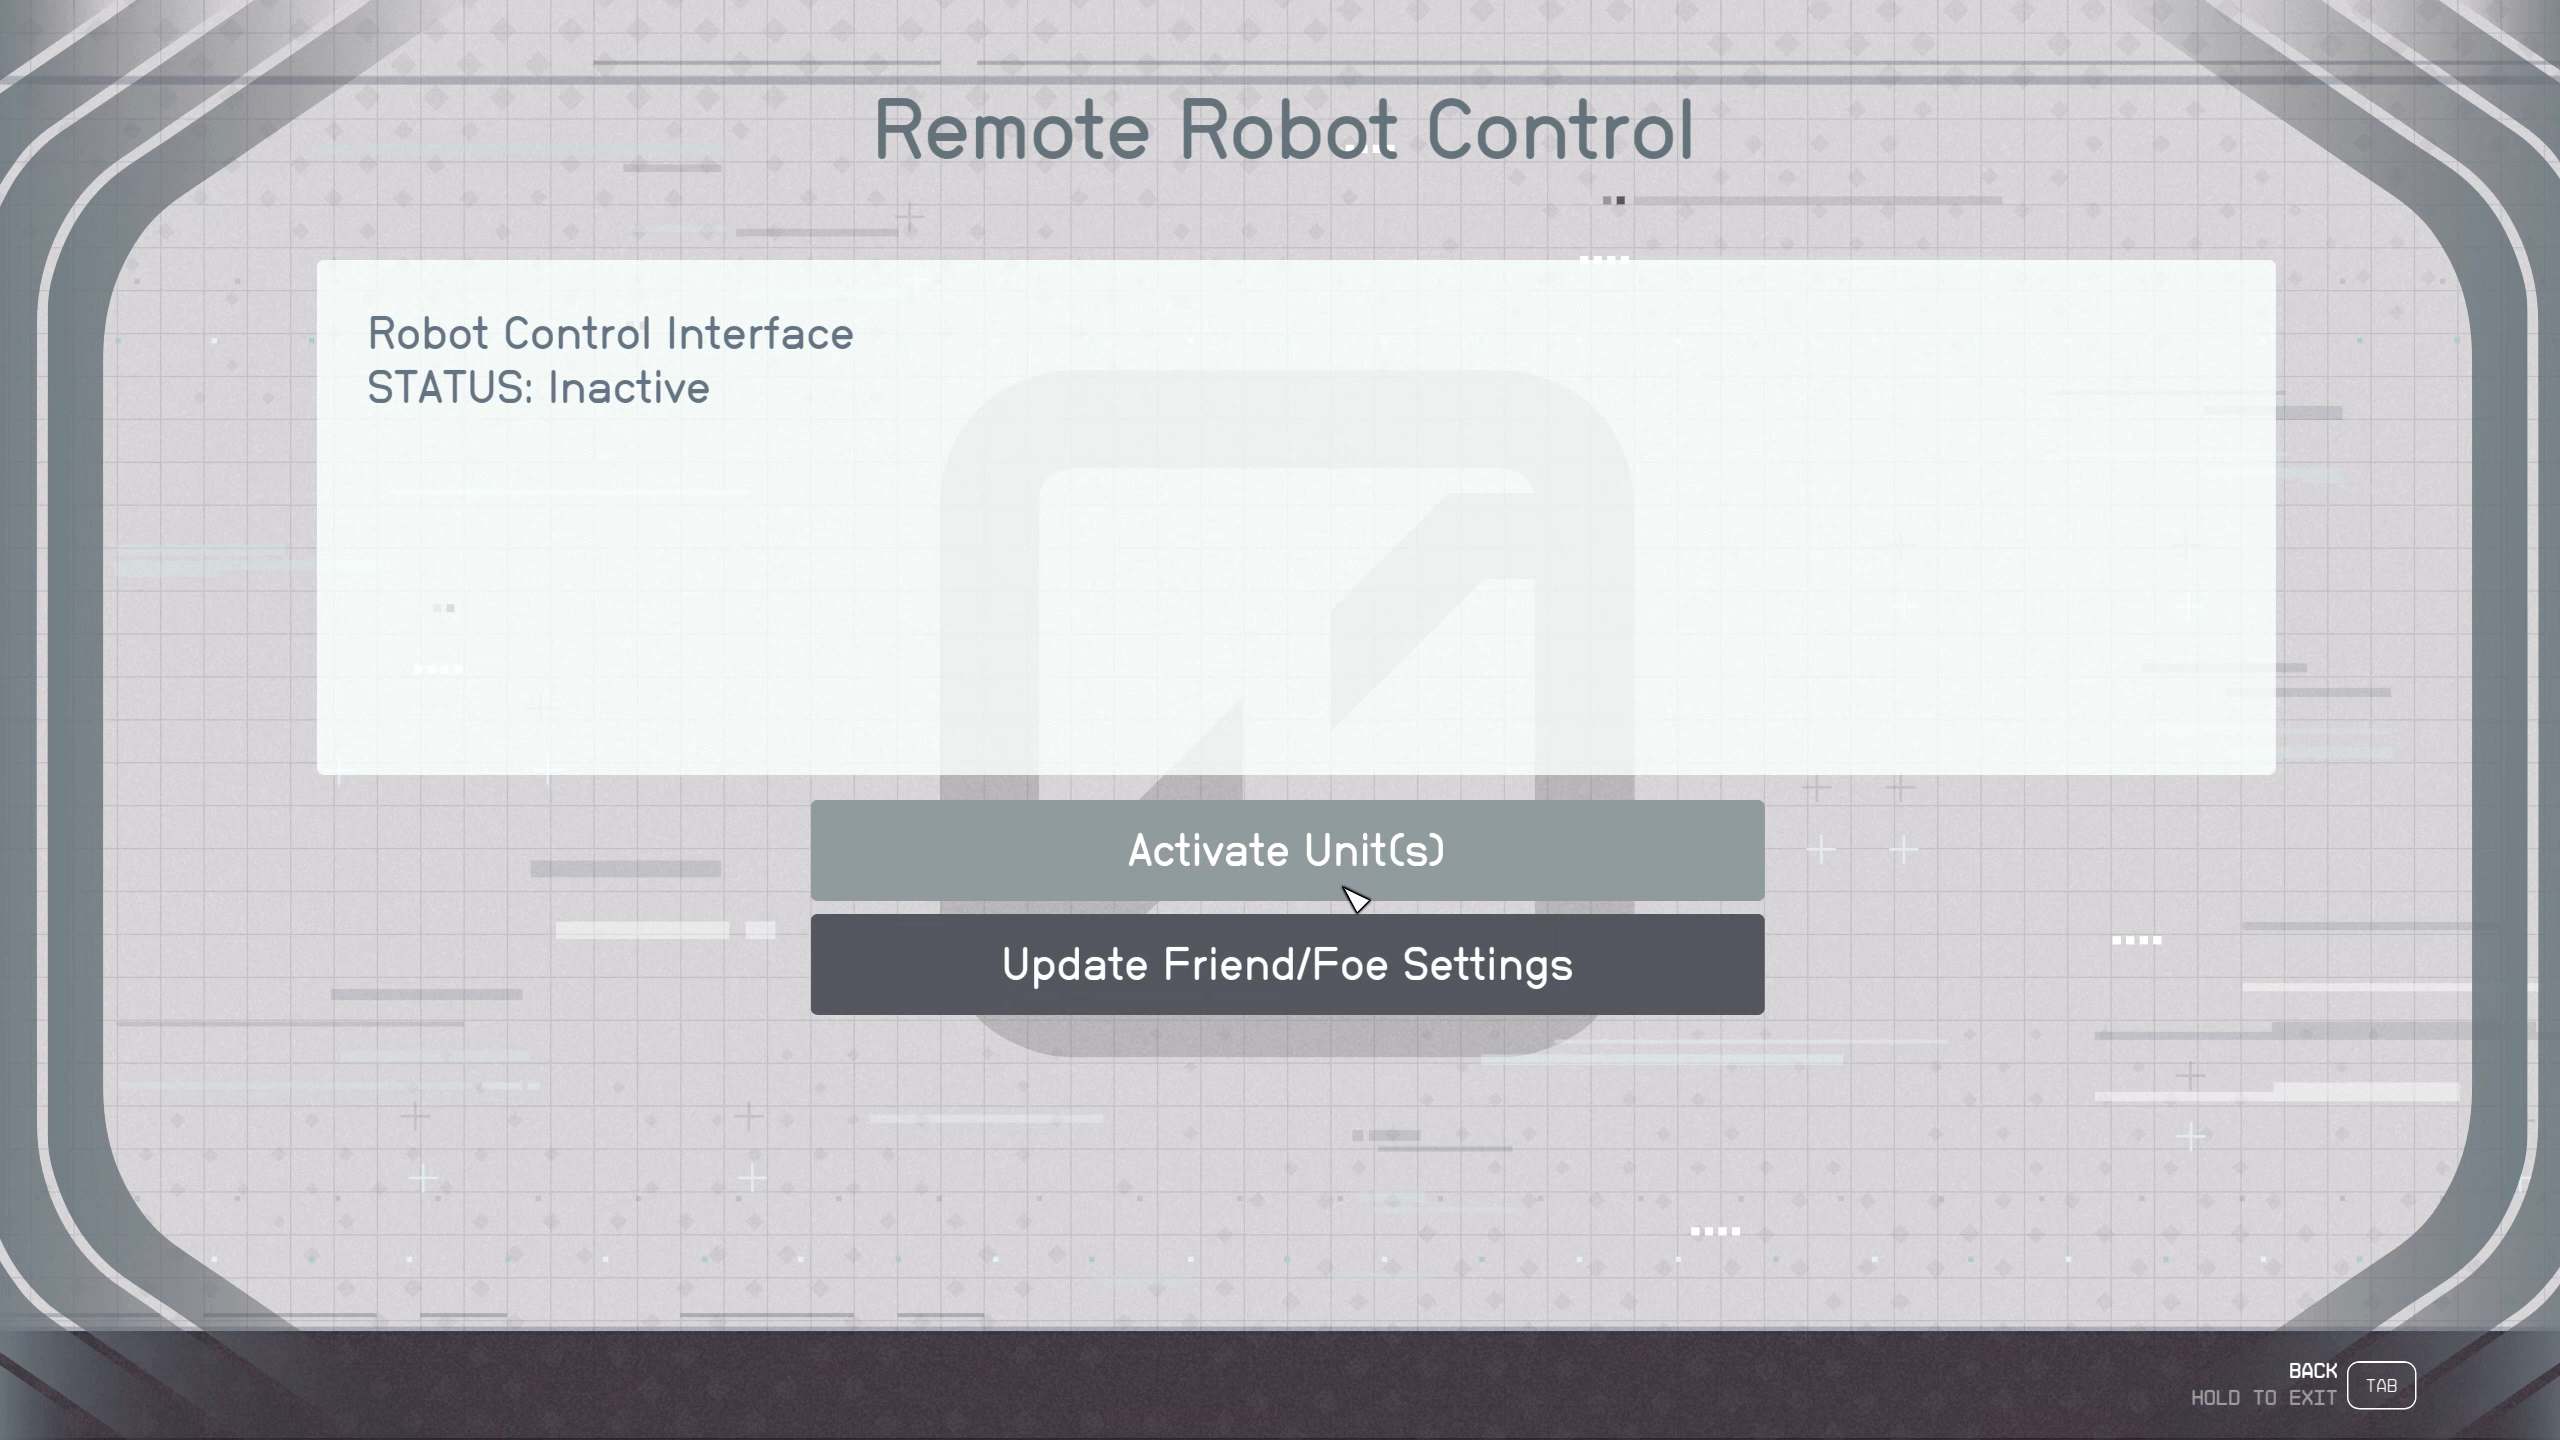 Remote Robot Control
Robot Control Interface
STATUS: Inactive
Activate Unit(s)
Update Friend/Foe Settings
BACK
HOLD TO EXIT
TAB